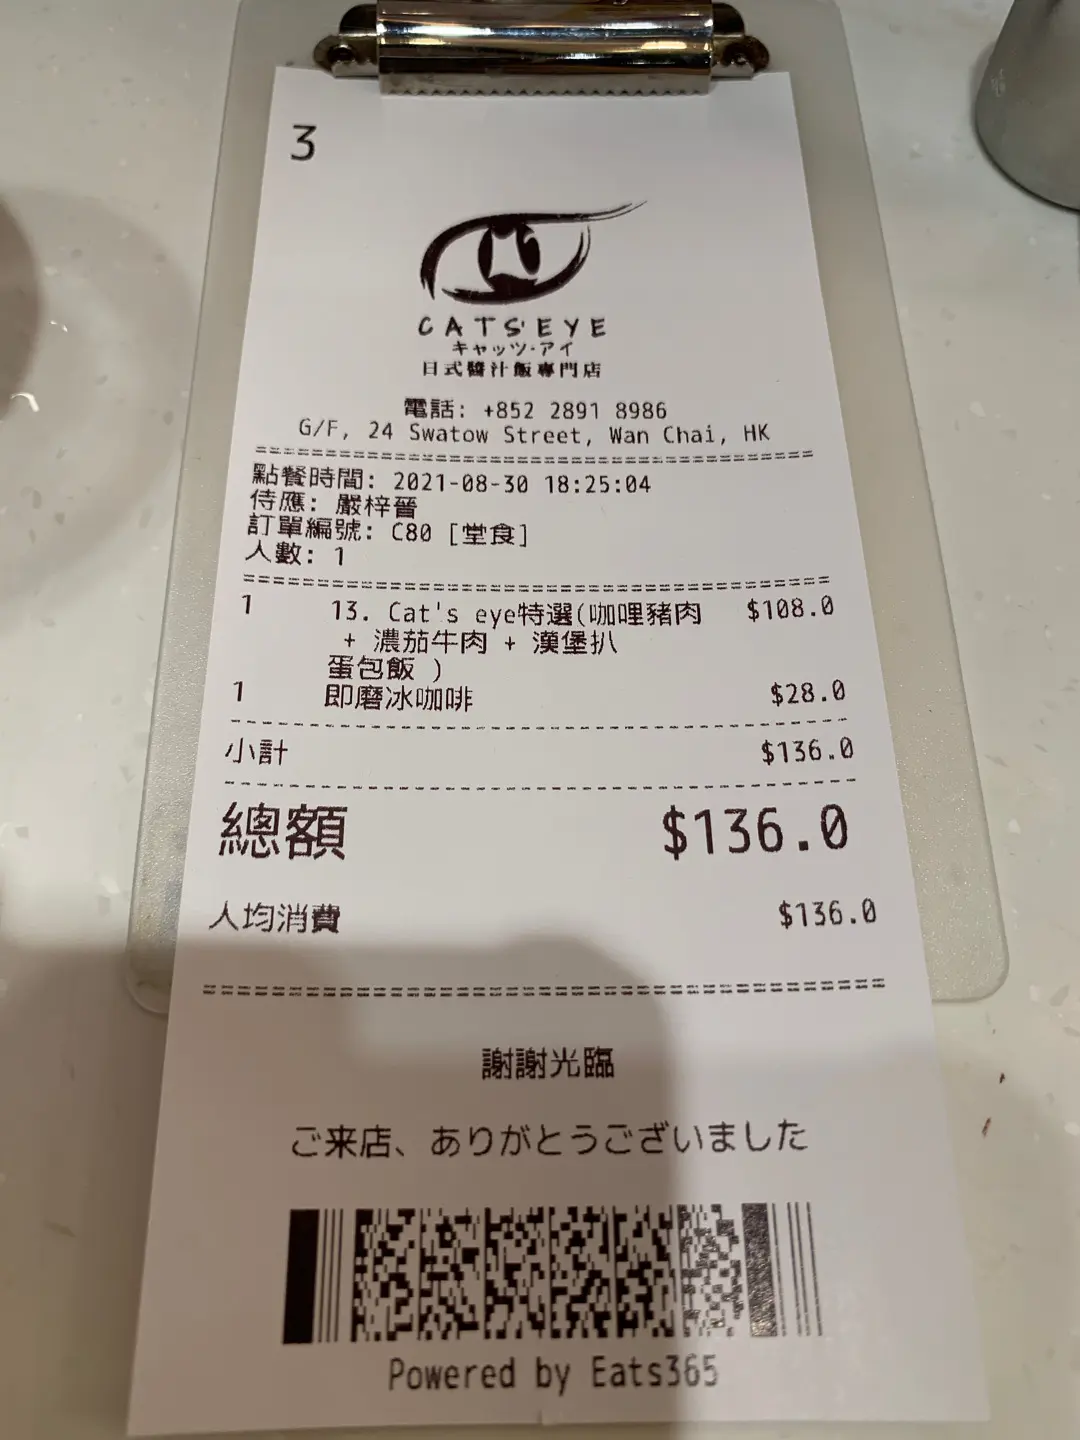 3
CATS'EYE
キャッツ・アイ
日式醬汁飯專門店
電話: +852 2891 8986
G/F, 24 Swatow Street, Wan Chai, HK
點餐時間: 2021-08-30 18:25:04
侍應: 嚴梓晉
訂單編號: C80 [堂食]
人數: 1
1 13. Cat's eye特選(咖哩豬肉 $108.0
+ 濃茄牛肉 + 漢堡扒
蛋包飯 )
1 即磨冰咖啡 $28.0
小計 $136.0
總額 $136.0
人均消費 $136.0
謝謝光臨
ご来店、ありがとうございました
Powered by Eats365